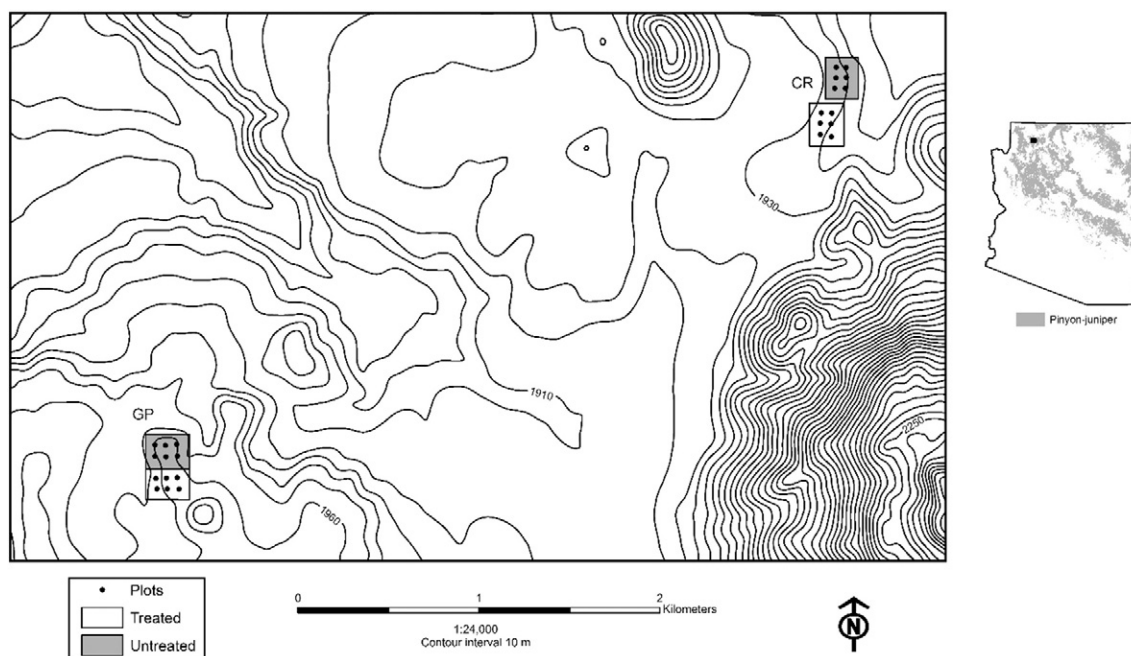 CR
1930
Pinyon-juniper
1910
GP
2250
1960
Plots
Treated
Untreated
0 1 2
Kilometers
1:24,000
Contour interval 10 m
N